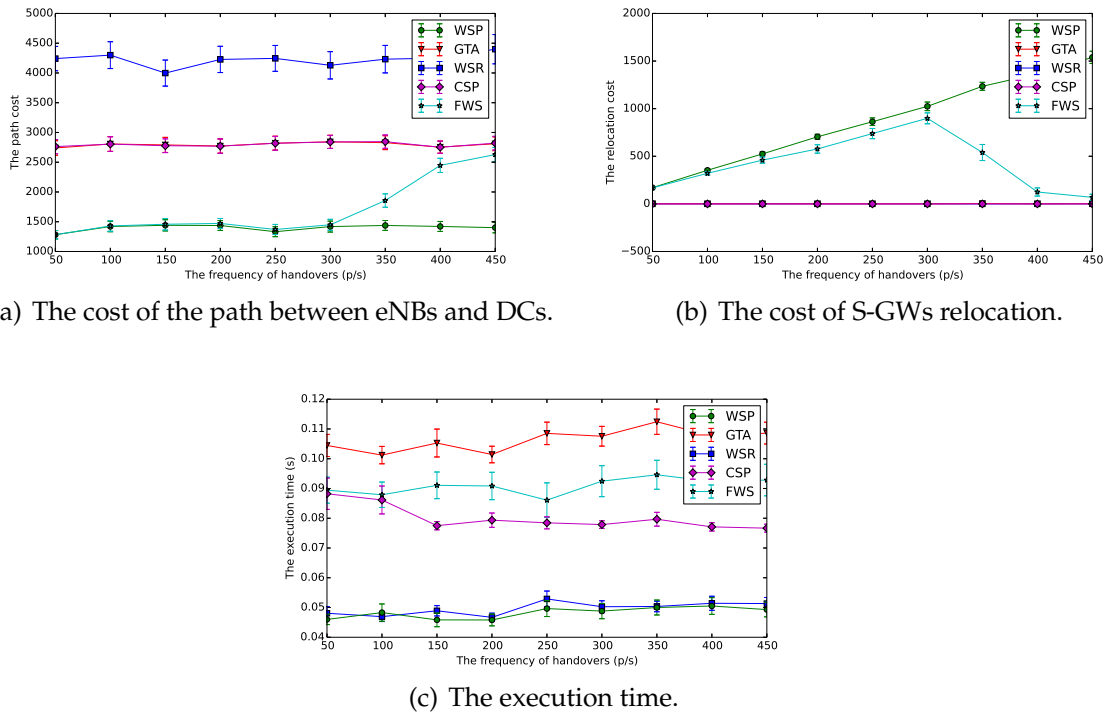 5000
4500
4000
3500
3000
2500
2000
1500
1000
The path cost
50 100 150 200 250 300 350 400 450
The frequency of handovers (p/s)
WSP
GTA
WSR
CSP
FWS
2000
1500
1000
500
0
−500
The relocation cost
50 100 150 200 250 300 350 400 450
The frequency of handovers (p/s)
WSP
GTA
WSR
CSP
FWS
a) The cost of the path between eNBs and DCs.
(b) The cost of S-GWs relocation.
0.12
0.11
0.10
0.09
0.08
0.07
0.06
0.05
0.04
The execution time (s)
50 100 150 200 250 300 350 400 450
The frequency of handovers (p/s)
WSP
GTA
WSR
CSP
FWS
(c) The execution time.